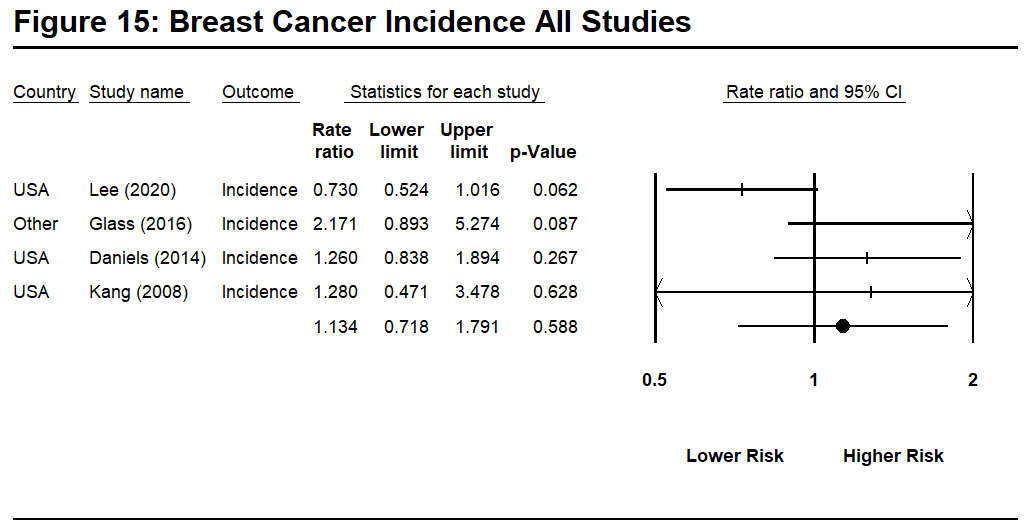 Figure 15: Breast Cancer Incidence All Studies
Country Study name Outcome Statistics for each study Rate ratio and 95% CI
Rate Lower Upper
ratio limit limit p-Value
USA Lee (2020) Incidence 0.730 0.524 1.016 0.062
Other Glass (2016) Incidence 2.171 0.893 5.274 0.087
USA Daniels (2014) Incidence 1.260 0.838 1.894 0.267
USA Kang (2008) Incidence 1.280 0.471 3.478 0.628
1.134 0.718 1.791 0.588
0.5 1 2
Lower Risk Higher Risk